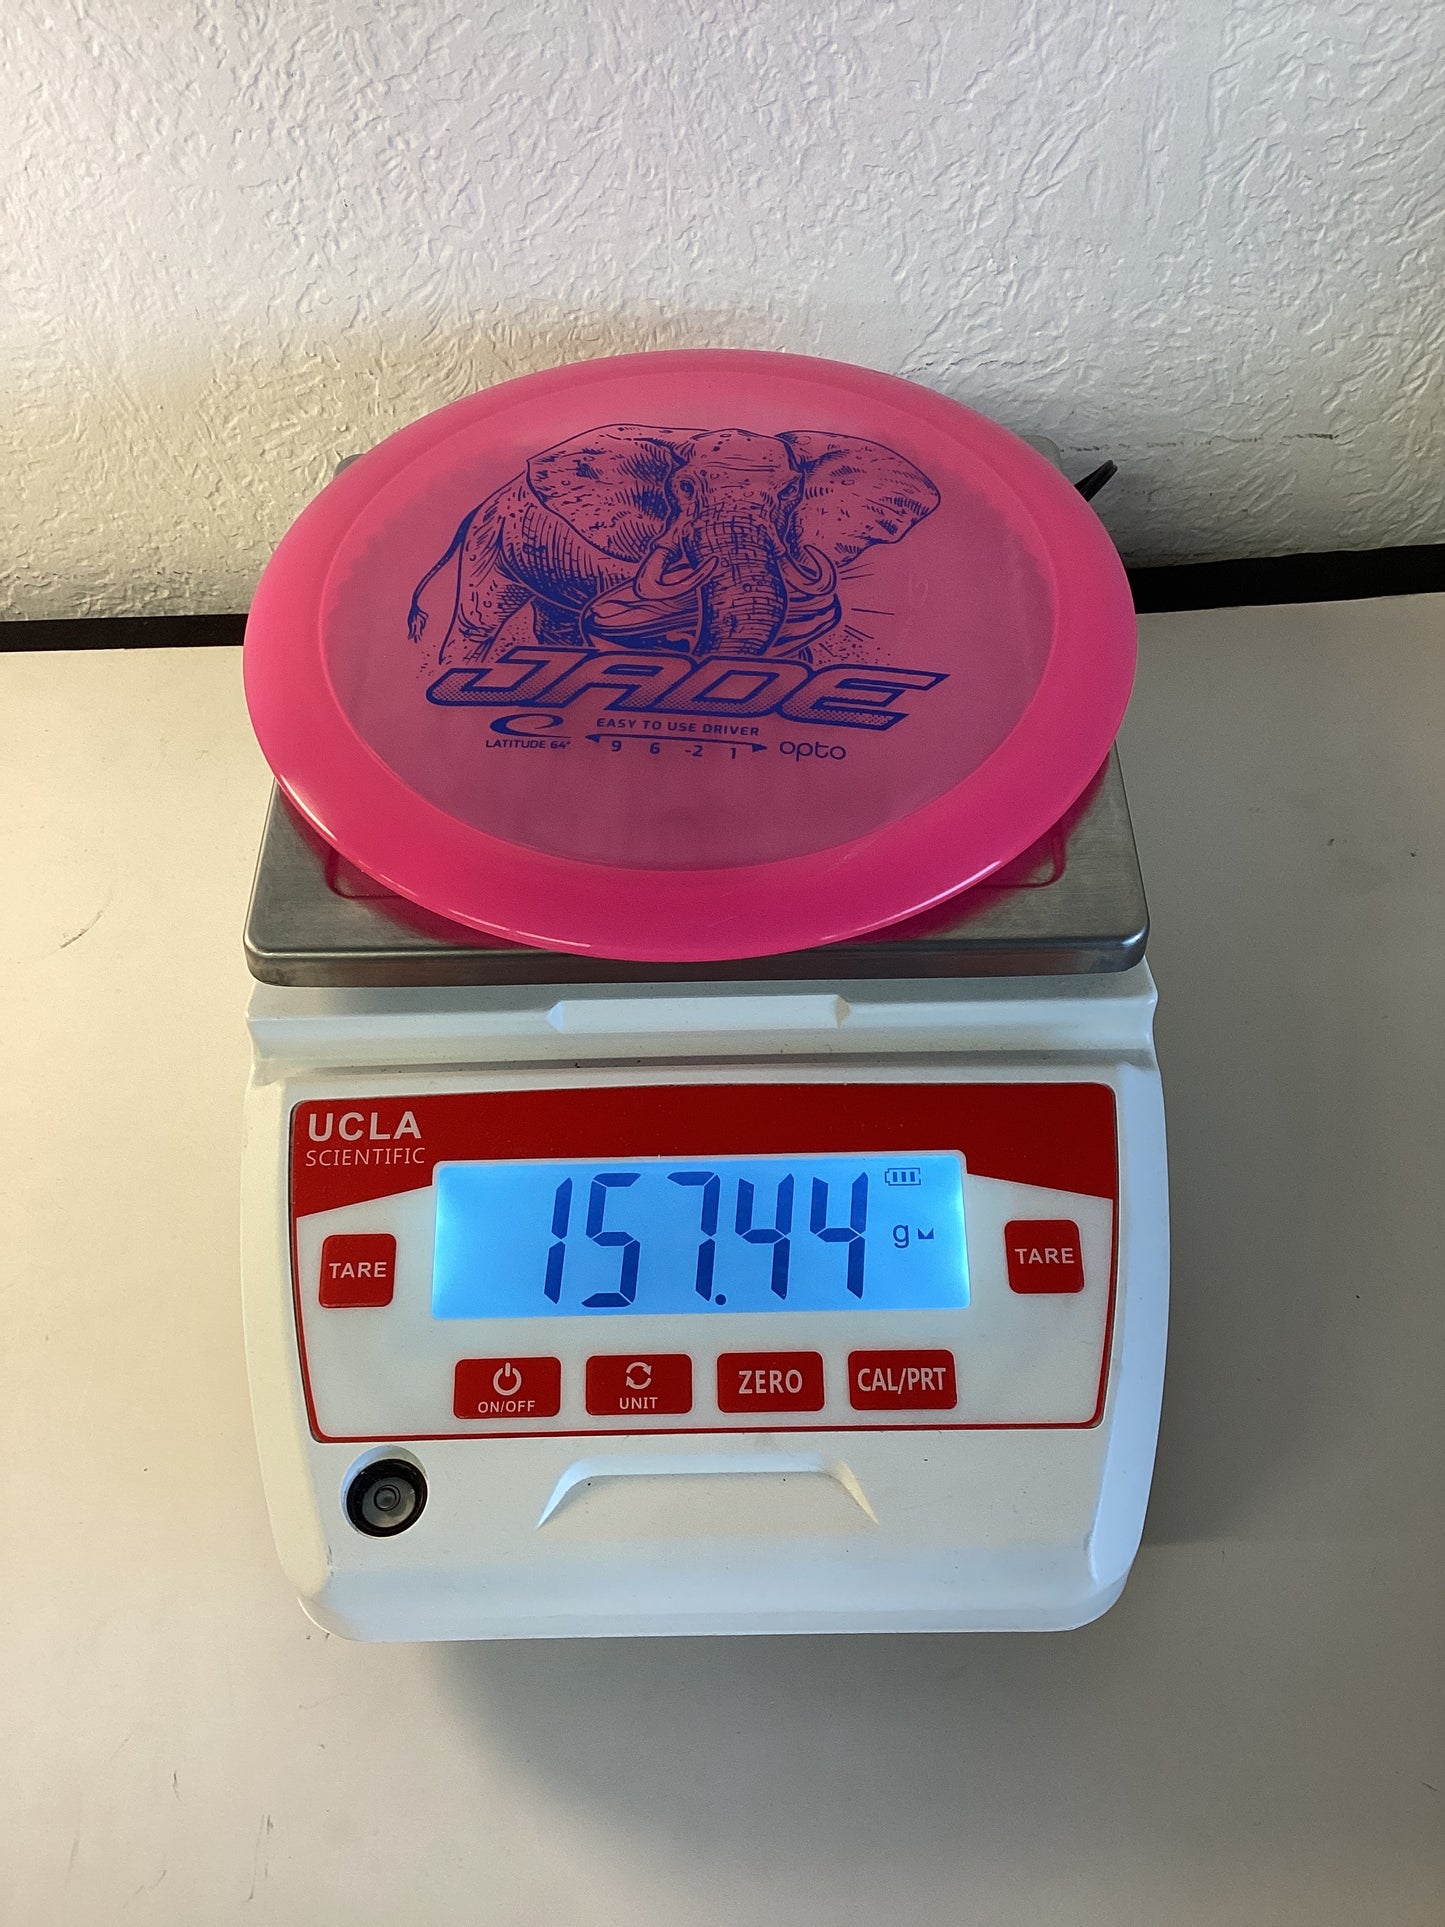 JADE
EASY TO USE DRIVER
LATITUDE 64° 9 6 -2 1 opto
UCLA
SCIENTIFIC
157.44 g
TARE TARE
ON/OFF UNIT ZERO CAL/PRT